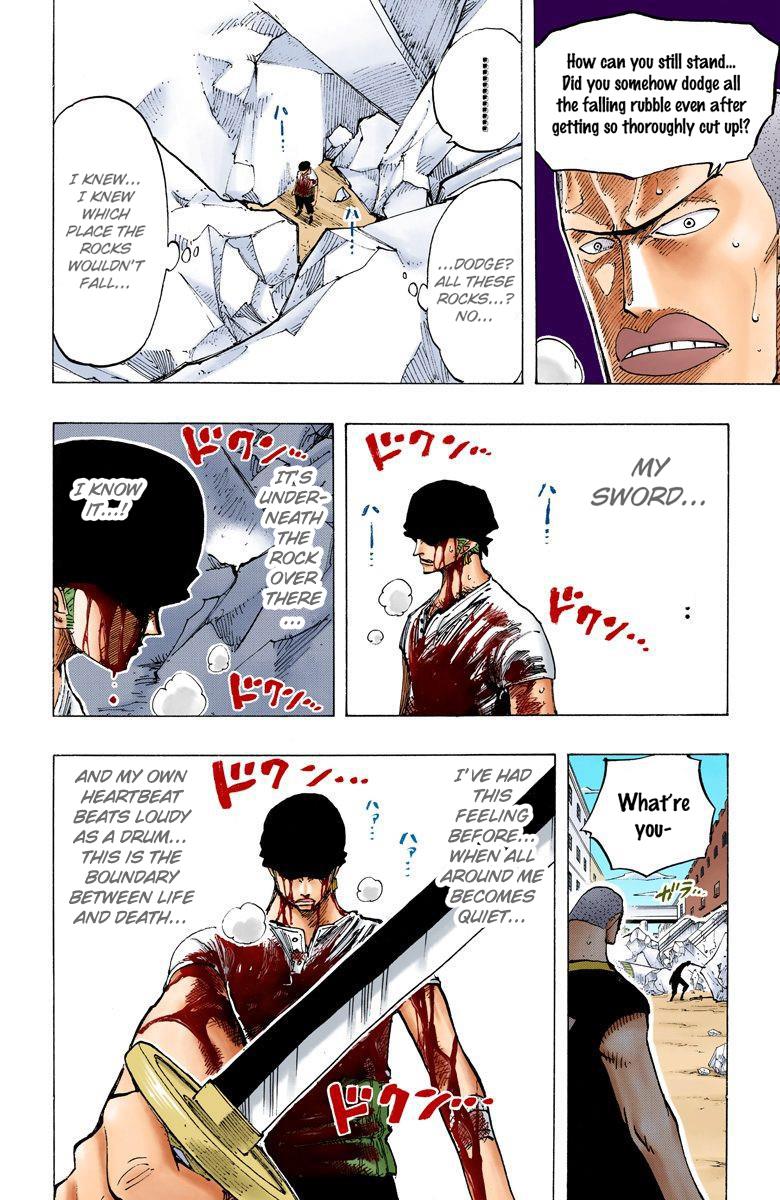 How can you still stand...
Did you somehow dodge all
the falling rubble even after
getting so thoroughly cut up!?
ハ
ハ
...DODGE?
ALL THESE
ROCKS...?
NO...
I KNEW...
I KNEW
WHICH
PLACE THE
ROCKS
WOULDN'T
FALL...
MY
SWORD...
ドクン...
ハ
ハ
ドクン...
IT'S
UNDER-
NEATH
THE
ROCK
OVER
THERE
...
ドクン...
I KNOW
IT...!
ドクン...
What're
you-
ガラ...
I'VE HAD
THIS
FEELING
BEFORE...
WHEN ALL
AROUND ME
BECOMES
QUIET...
ドクン...
ハァ...
ハァ...
AND MY OWN
HEARTBEAT
BEATS LOUDY
AS A DRUM...
THIS IS THE
BOUNDARY
BETWEEN LIFE
AND DEATH...
ドクン...